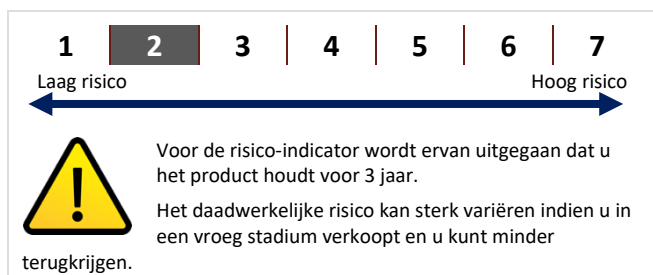 1 2 3 4 5 6 7
Laag risico Hoog risico
Voor de risico-indicator wordt ervan uitgegaan dat u
het product houdt voor 3 jaar.
Het daadwerkelijke risico kan sterk variëren indien u in
een vroeg stadium verkoopt en u kunt minder
terugkrijgen.